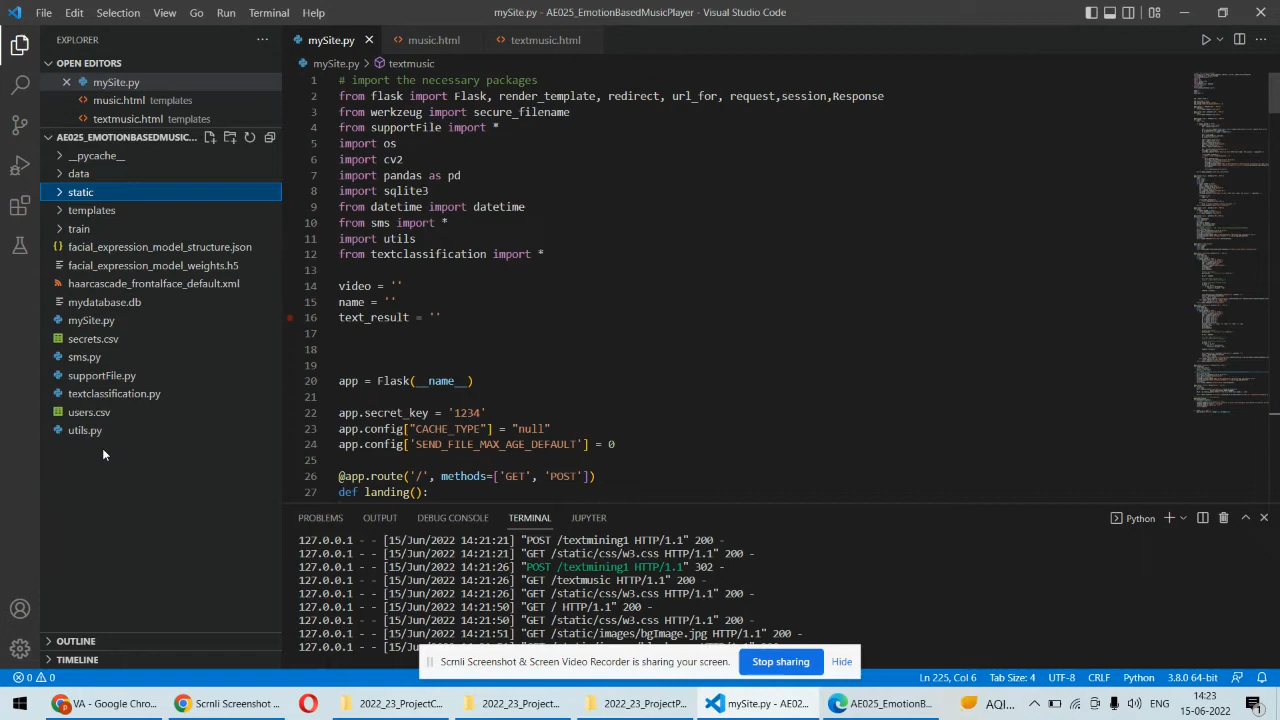 File Edit Selection View Go Run Terminal Help
mySite.py - AE025_EmotionBasedMusicPlayer - Visual Studio Code
EXPLORER
OPEN EDITORS
mySite.py
music.html templates
textmusic.html templates
AE025_EMOTIONBASEDMUSIC...
__pycache__
data
static
templates
train
facial_expression_model_structure.json
facial_expression_model_weights.h5
haarcascade_frontalface_default.xml
mydatabase.db
mySite.py
secrets.csv
sms.py
supportFile.py
textclassification.py
users.csv
utils.py
OUTLINE
TIMELINE
mySite.py music.html textmusic.html
mySite.py > textmusic
1 # import the necessary packages
2 from flask import Flask, render_template, redirect, url_for, request,session,Response
3 from werkzeug import secure_filename
4 from supportFile import *
5 import os
6 import cv2
7 import pandas as pd
8 import sqlite3
9 from datetime import datetime
10 from sms import *
11 import utils
12 from textclassification import *
13
14 video = ''
15 name = ''
16 _result = ''
17
18
19
20 app = Flask(__name__)
21
22 app.secret_key = '1234'
23 app.config["CACHE_TYPE"] = "null"
24 app.config['SEND_FILE_MAX_AGE_DEFAULT'] = 0
25
26 @app.route('/', methods=['GET', 'POST'])
27 def landing():
PROBLEMS OUTPUT DEBUG CONSOLE TERMINAL JUPYTER
Python
127.0.0.1 - - [15/Jun/2022 14:21:21] "POST /textmining1 HTTP/1.1" 200 -
127.0.0.1 - - [15/Jun/2022 14:21:21] "GET /static/css/w3.css HTTP/1.1" 200 -
127.0.0.1 - - [15/Jun/2022 14:21:26] "POST /textmining1 HTTP/1.1" 302 -
127.0.0.1 - - [15/Jun/2022 14:21:26] "GET /textmusic HTTP/1.1" 200 -
127.0.0.1 - - [15/Jun/2022 14:21:26] "GET /static/css/w3.css HTTP/1.1" 200 -
127.0.0.1 - - [15/Jun/2022 14:21:50] "GET / HTTP/1.1" 200 -
127.0.0.1 - - [15/Jun/2022 14:21:50] "GET /static/css/w3.css HTTP/1.1" 200 -
127.0.0.1 - - [15/Jun/2022 14:21:51] "GET /static/images/bgImage.jpg HTTP/1.1" 200 -
127.0.0.1 - - [15/Jun/2022 14:21:51]
Scrnli Screenshot & Screen Video Recorder is sharing your screen. Stop sharing Hide
0 0
Ln 225, Col 6 Tab Size: 4 UTF-8 CRLF Python 3.8.0 64-bit
VA - Google Chro... Scrnli Screenshot ... 2022_23_ProjectC... 2022_23_ProjectC... 2022_23_ProjectC... mySite.py - AE02... AE025_EmotionB... AQI...
14:23
15-06-2022
1